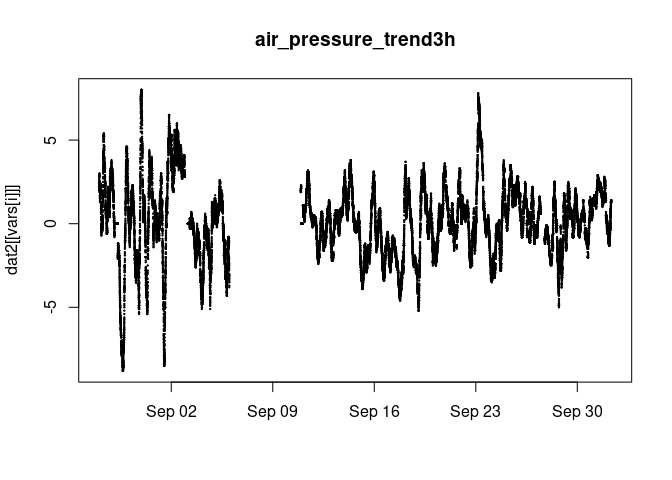 air_pressure_trend3h
dat2[[vars[i]]]
5
0
-5
Sep 02 Sep 09 Sep 16 Sep 23 Sep 30